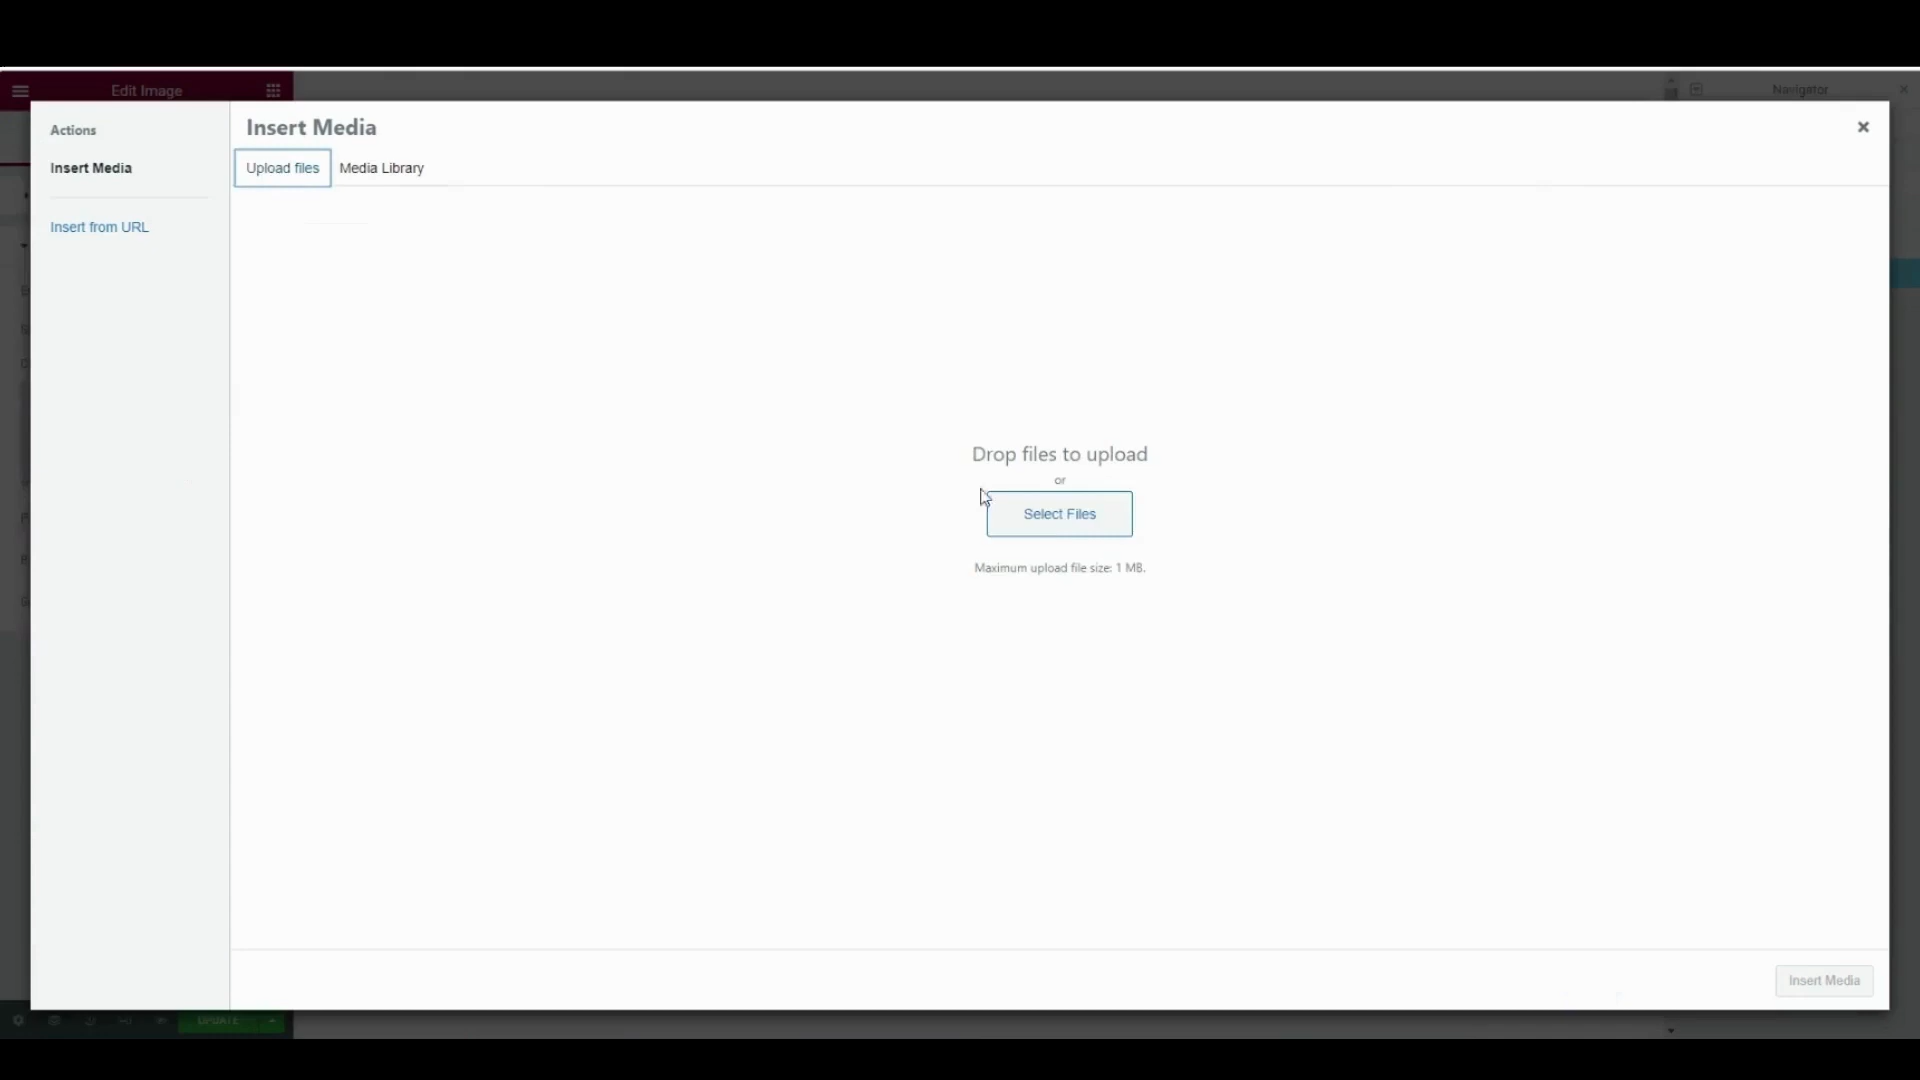 Edit Image
Navigator
Actions
Insert Media
Insert from URL
Insert Media
Upload files
Media Library
Drop files to upload
or
Select Files
Maximum upload file size: 1 MB.
Insert Media
UPDATE